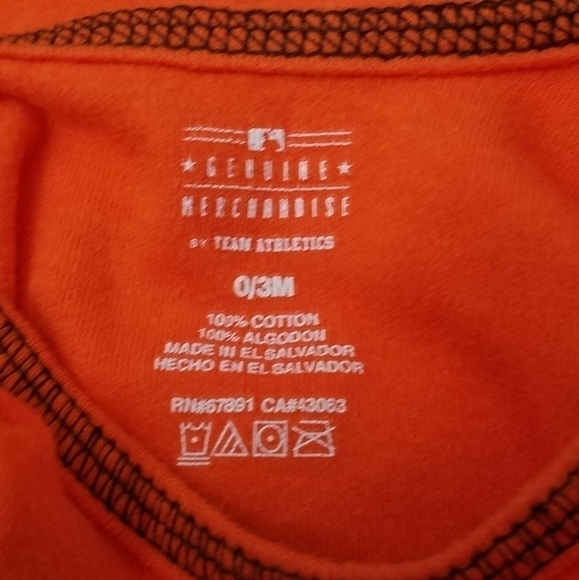 GENUINE
MERCHANDISE
BY TEAM ATHLETICS
0/3M
100% COTTON
100% ALGODON
MADE IN EL SALVADOR
HECHO EN EL SALVADOR
RN#67891 CA#43063